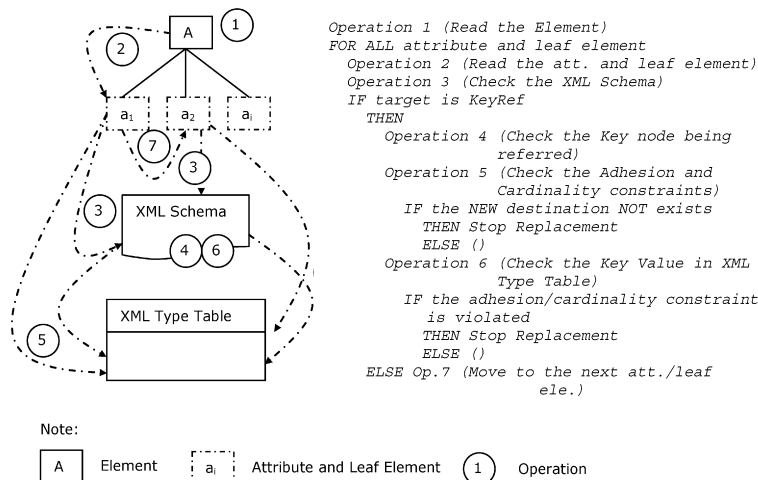 A
1
2
a1
a2
ai
7
3
3
XML Schema
4
6
XML Type Table
5
Operation 1 (Read the Element)
FOR ALL attribute and leaf element
Operation 2 (Read the att. and leaf element)
Operation 3 (Check the XML Schema)
IF target is KeyRef
THEN
Operation 4 (Check the Key node being
referred)
Operation 5 (Check the Adhesion and
Cardinality constraints)
IF the NEW destination NOT exists
THEN Stop Replacement
ELSE ()
Operation 6 (Check the Key Value in XML
Type Table)
IF the adhesion/cardinality constraint
is violated
THEN Stop Replacement
ELSE ()
ELSE Op.7 (Move to the next att./leaf
ele.)
Note:
A Element
ai Attribute and Leaf Element
1 Operation